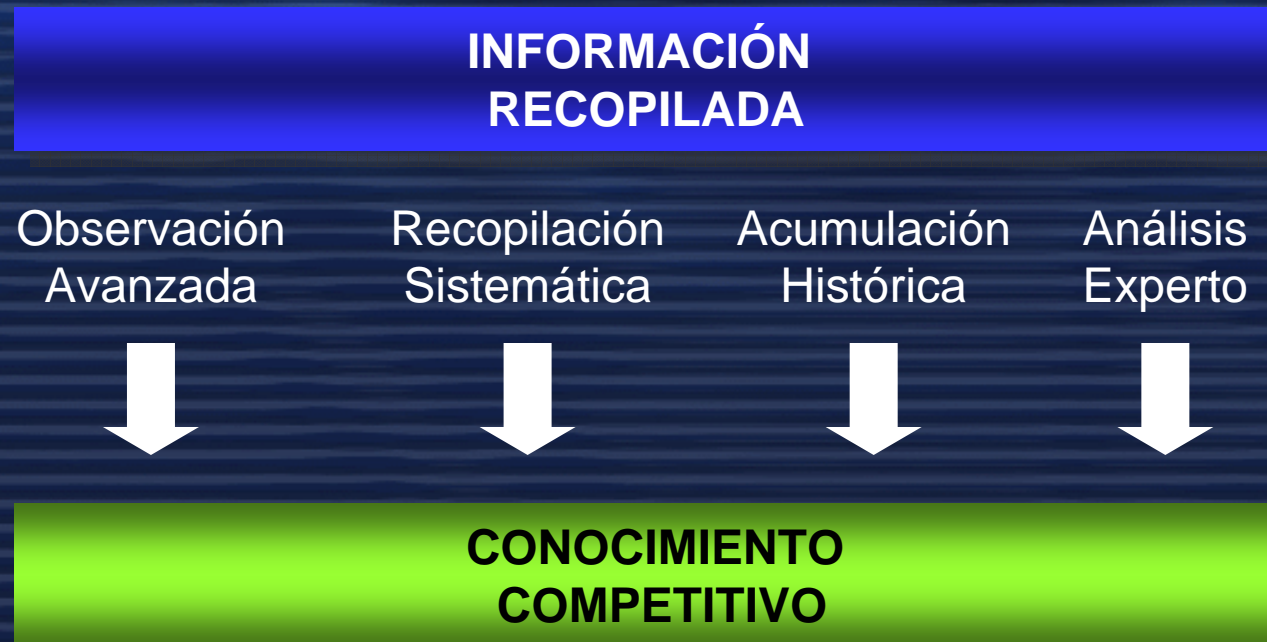 INFORMACIÓN
RECOPILADA
Observación
Avanzada
Recopilación
Sistemática
Acumulación
Histórica
Análisis
Experto
CONOCIMIENTO
COMPETITIVO